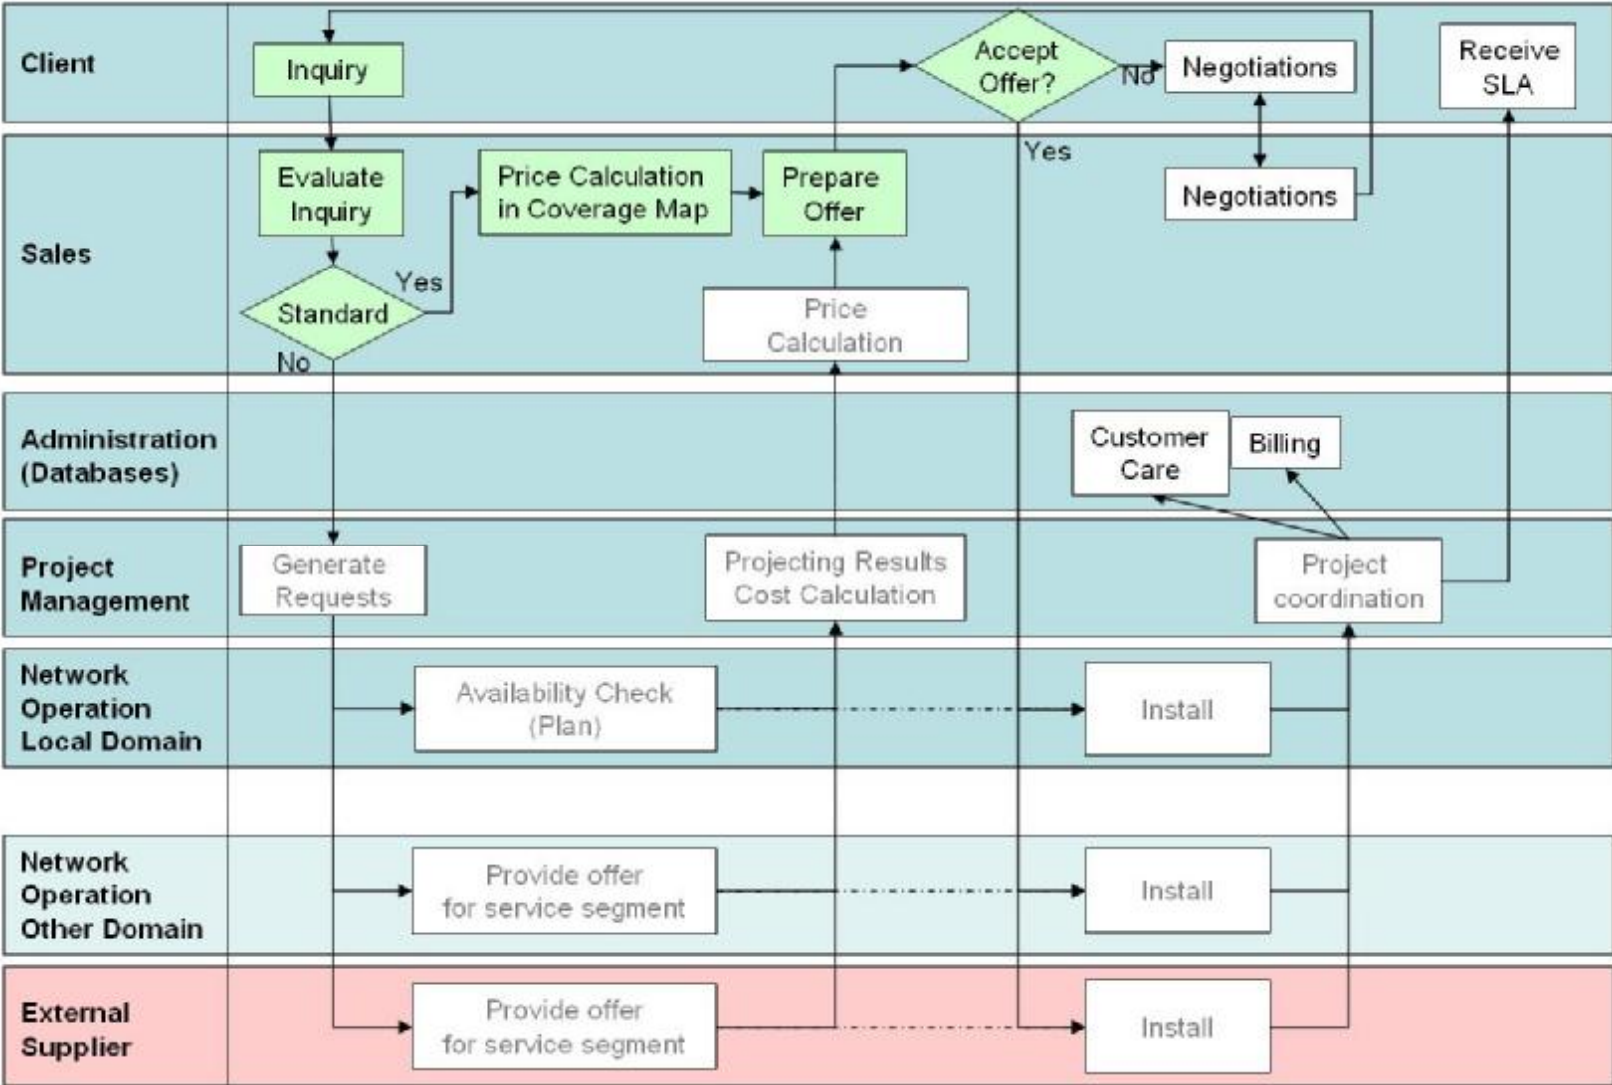 Client
Inquiry
Accept
Offer?
No
Negotiations
Receive
SLA
Sales
Evaluate
Inquiry
Price Calculation
in Coverage Map
Prepare
Offer
Yes
Negotiations
Standard
Yes
No
Price
Calculation
Administration
(Databases)
Customer
Care
Billing
Project
Management
Generate
Requests
Projecting Results
Cost Calculation
Project
coordination
Network
Operation
Local Domain
Availability Check
(Plan)
Install
Network
Operation
Other Domain
Provide offer
for service segment
Install
External
Supplier
Provide offer
for service segment
Install